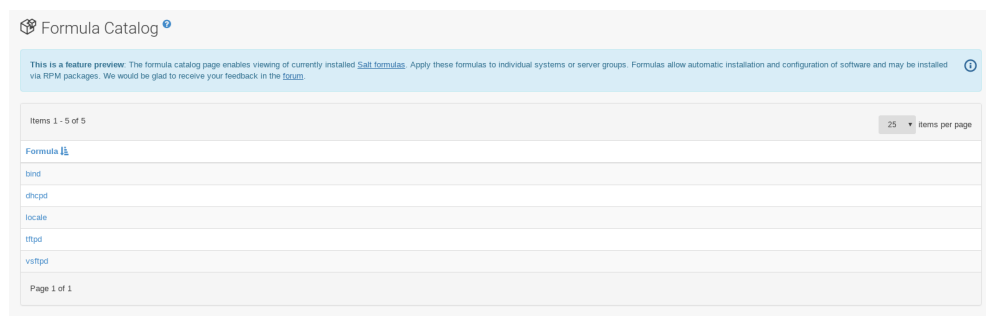 Formula Catalog
This is a feature preview: The formula catalog page enables viewing of currently installed Salt formulas. Apply these formulas to individual systems or server groups. Formulas allow automatic installation and configuration of software and may be installed
via RPM packages. We would be glad to receive your feedback in the forum.
Items 1 - 5 of 5
25 items per page
Formula
bind
dhcpd
locale
tftpd
vsftpd
Page 1 of 1